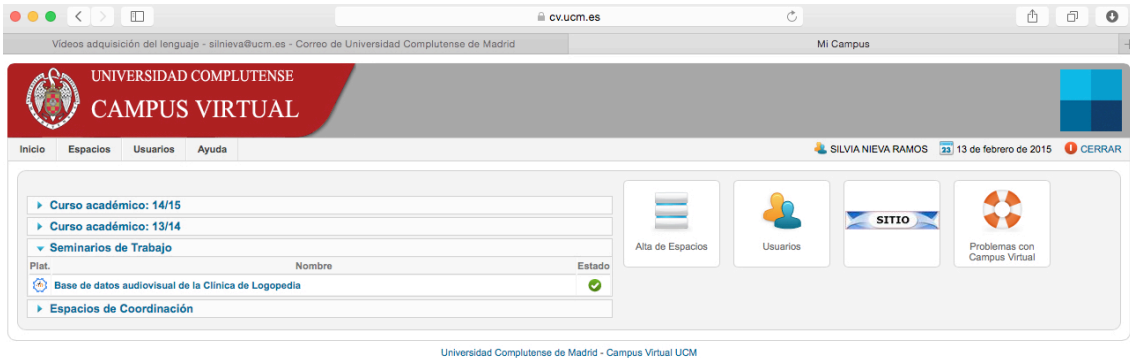 cv.ucm.es
Vídeos adquisición del lenguaje - silnieva@ucm.es - Correo de Universidad Complutense de Madrid
Mi Campus
UNIVERSIDAD COMPLUTENSE
CAMPUS VIRTUAL
Inicio Espacios Usuarios Ayuda
SILVIA NIEVA RAMOS 23 13 de febrero de 2015 CERRAR
Curso académico: 14/15
Curso académico: 13/14
Seminarios de Trabajo
Plat. Nombre Estado
Base de datos audiovisual de la Clínica de Logopedia
Espacios de Coordinación
Alta de Espacios
Usuarios
SITIO
Problemas con
Campus Virtual
Universidad Complutense de Madrid - Campus Virtual UCM